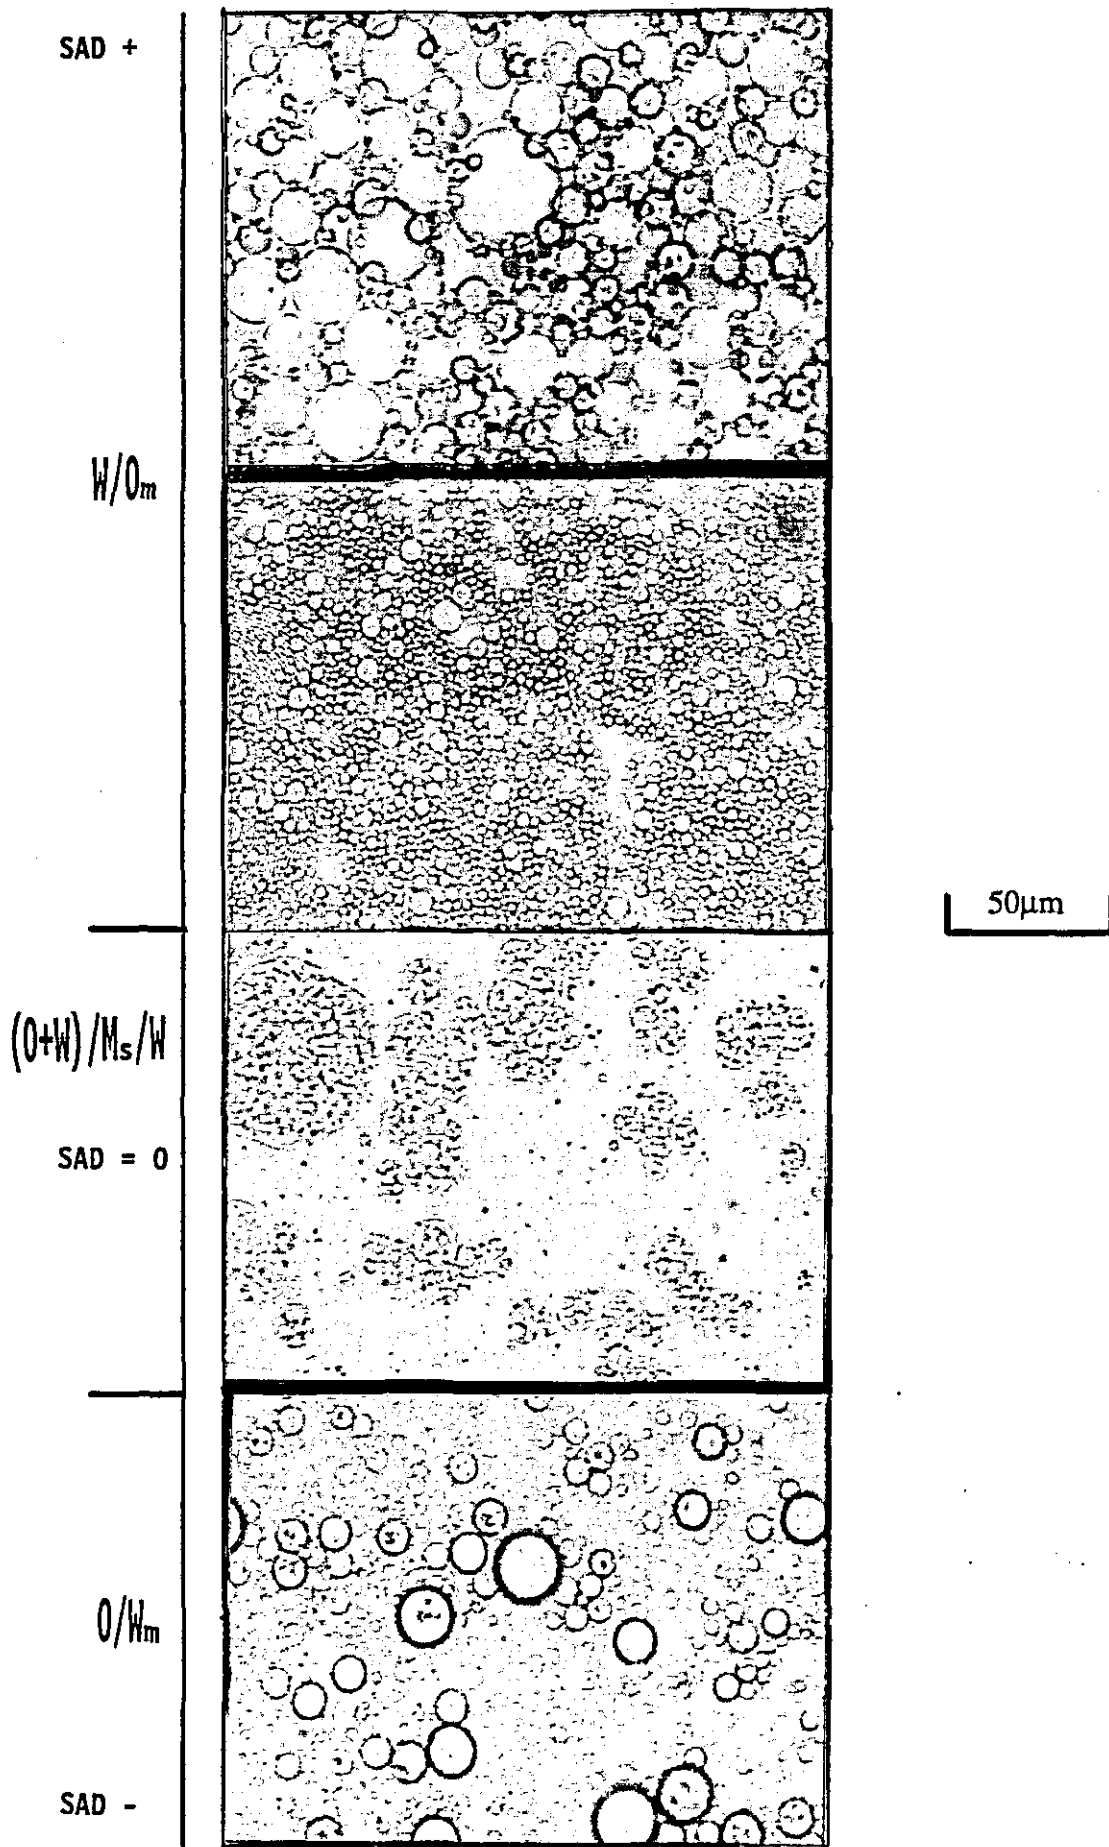 SAD +
W/Om
50µm
(O+W)/Ms/W
SAD = 0
O/Wm
SAD -